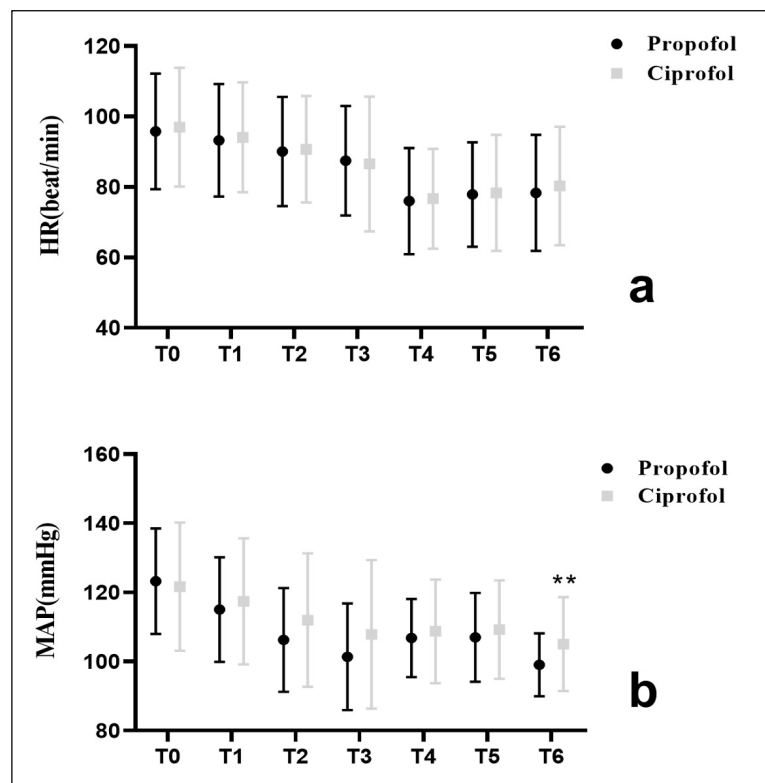 120
100
80
60
40
HR(beat/min)
T0 T1 T2 T3 T4 T5 T6
Propofol
Ciprofol
a
160
140
120
100
80
MAP(mmHg)
T0 T1 T2 T3 T4 T5 T6
**
Propofol
Ciprofol
b